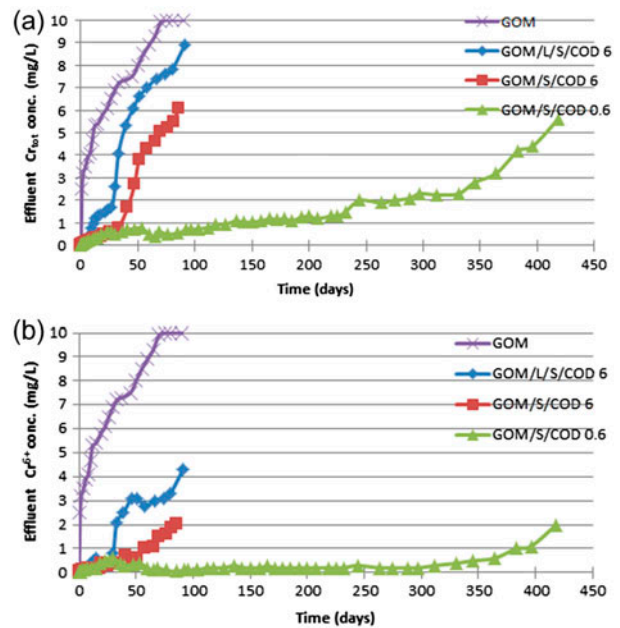 (a)
Effluent Cr_tot conc. (mg/L)
10
9
8
7
6
5
4
3
2
1
0
GOM
GOM/L/S/COD 6
GOM/S/COD 6
GOM/S/COD 0.6
0 50 100 150 200 250 300 350 400 450
Time (days)
(b)
Effluent Cr⁶⁺ conc. (mg/L)
10
9
8
7
6
5
4
3
2
1
0
GOM
GOM/L/S/COD 6
GOM/S/COD 6
GOM/S/COD 0.6
0 50 100 150 200 250 300 350 400 450
Time (days)